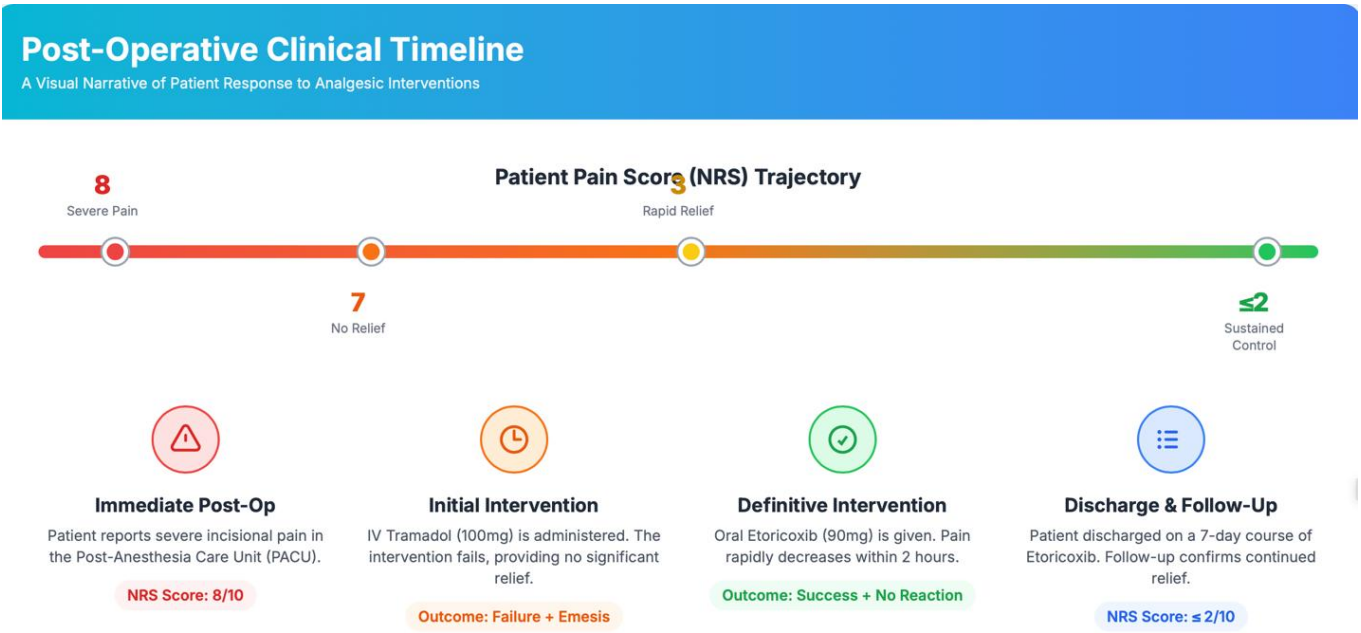 Post-Operative Clinical Timeline
A Visual Narrative of Patient Response to Analgesic Interventions
Patient Pain Score (NRS) Trajectory
8
Severe Pain
3
Rapid Relief
7
No Relief
≤2
Sustained
Control
Immediate Post-Op
Patient reports severe incisional pain in
the Post-Anesthesia Care Unit (PACU).
NRS Score: 8/10
Initial Intervention
IV Tramadol (100mg) is administered. The
intervention fails, providing no significant
relief.
Outcome: Failure + Emesis
Definitive Intervention
Oral Etoricoxib (90mg) is given. Pain
rapidly decreases within 2 hours.
Outcome: Success + No Reaction
Discharge & Follow-Up
Patient discharged on a 7-day course of
Etoricoxib. Follow-up confirms continued
relief.
NRS Score: ≤ 2/10